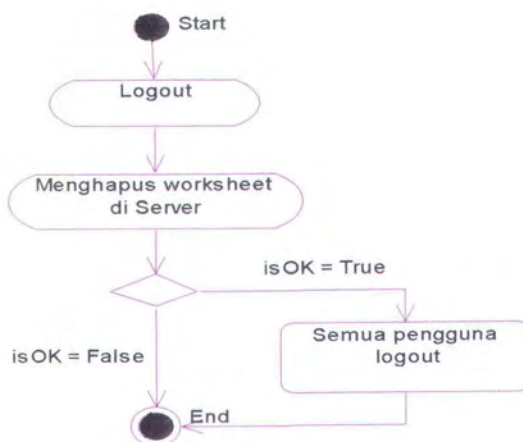 Start
Logout
Menghapus worksheet
di Server
isOK = True
Semua pengguna
logout
isOK = False
End